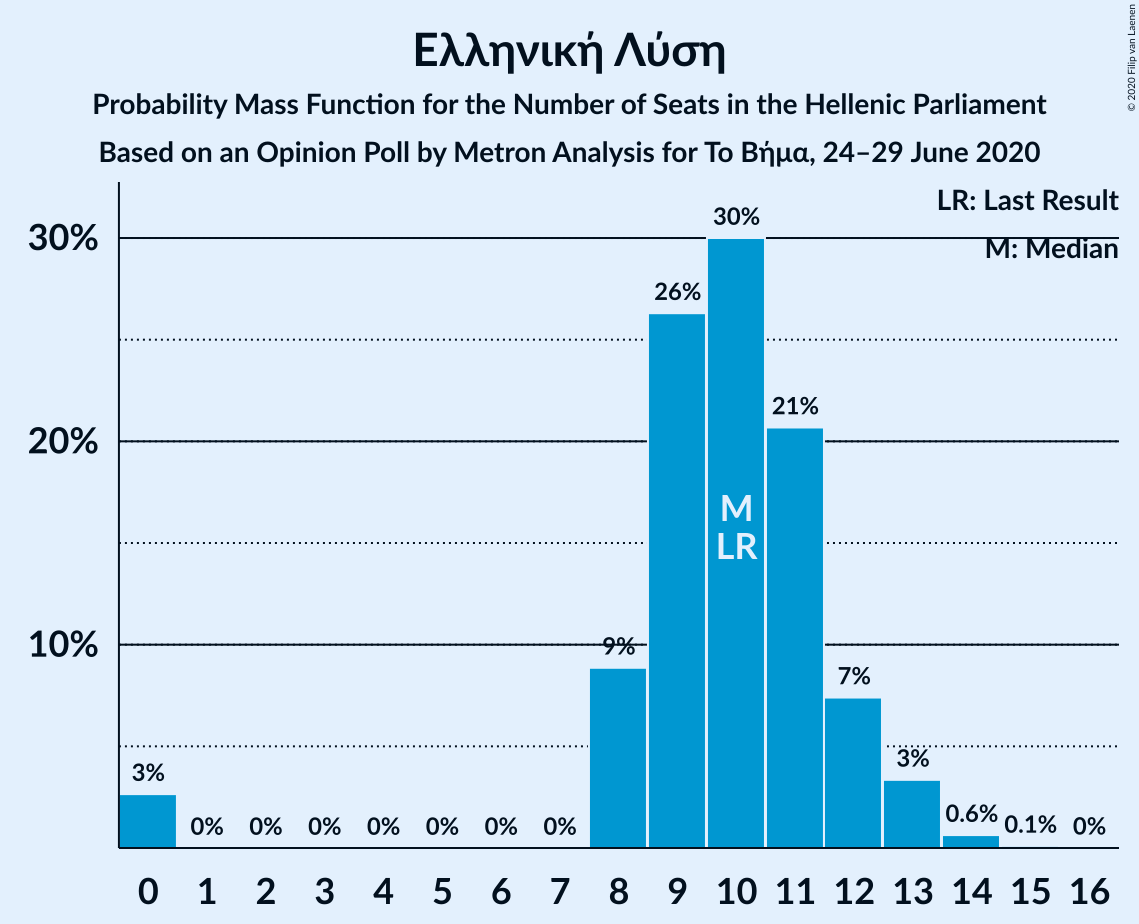 Ελληνική Λύση
Probability Mass Function for the Number of Seats in the Hellenic Parliament
Based on an Opinion Poll by Metron Analysis for Το Βήμα, 24–29 June 2020
© 2020 Filip van Laenen
LR: Last Result
M: Median
30%
20%
10%
3%
0%
0%
0%
0%
0%
0%
0%
9%
26%
30%
21%
7%
3%
0.6%
0.1%
0%
M
LR
0 1 2 3 4 5 6 7 8 9 10 11 12 13 14 15 16